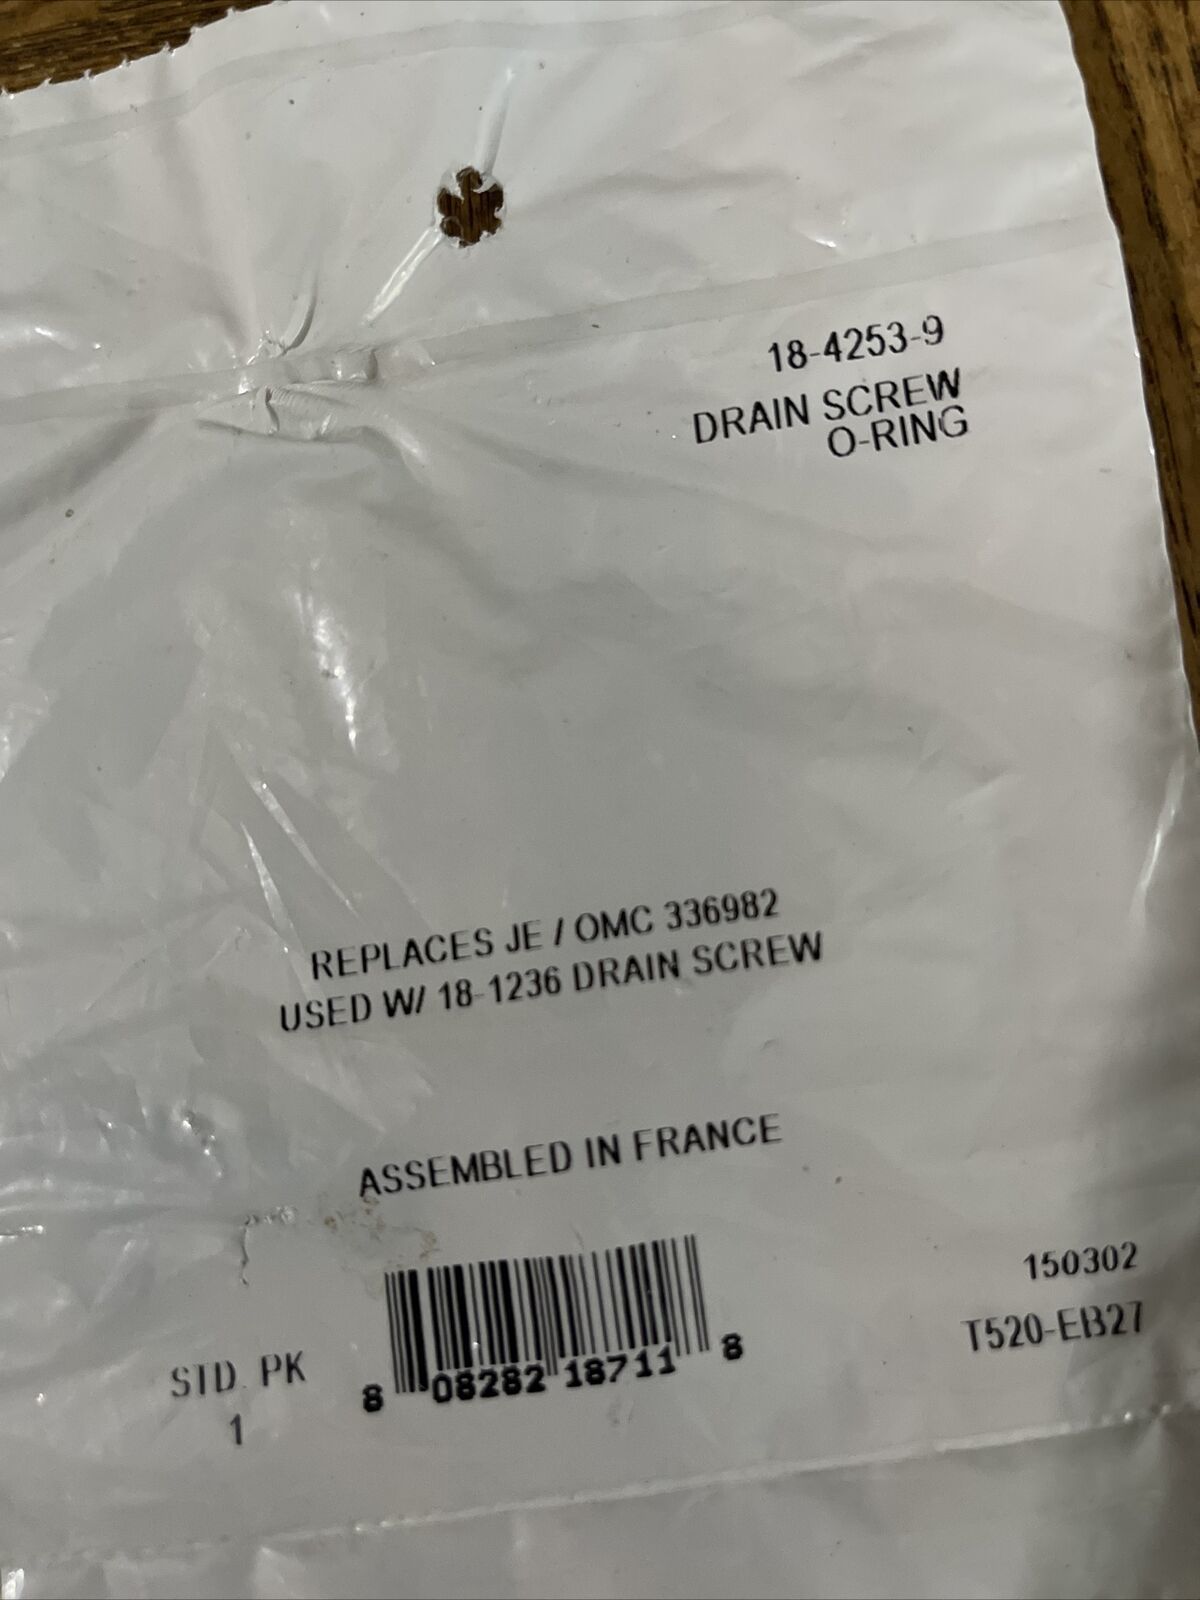 18-4253-9
DRAIN SCREW
O-RING
REPLACES JE / OMC 336982
USED W/ 18-1236 DRAIN SCREW
ASSEMBLED IN FRANCE
STD. PK
1
8 08282 18711 8
150302
T520-EB27